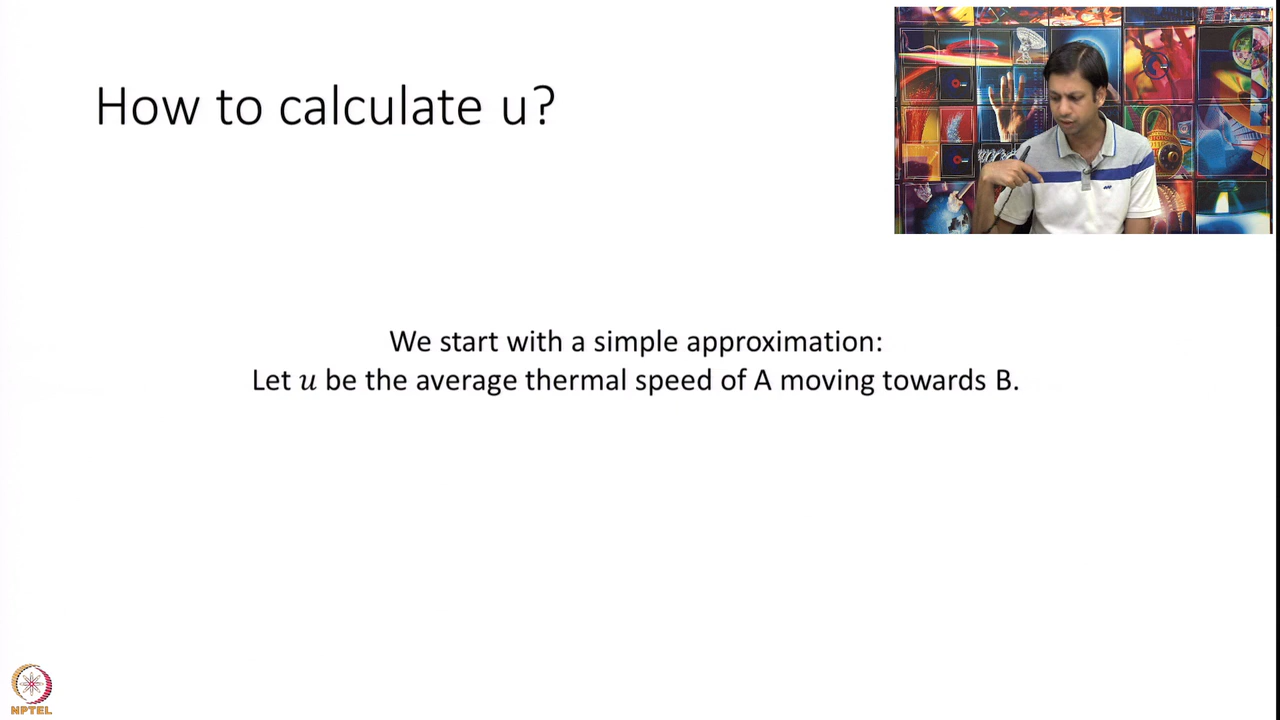 How to calculate u?
We start with a simple approximation:
Let u be the average thermal speed of A moving towards B.
NPTEL